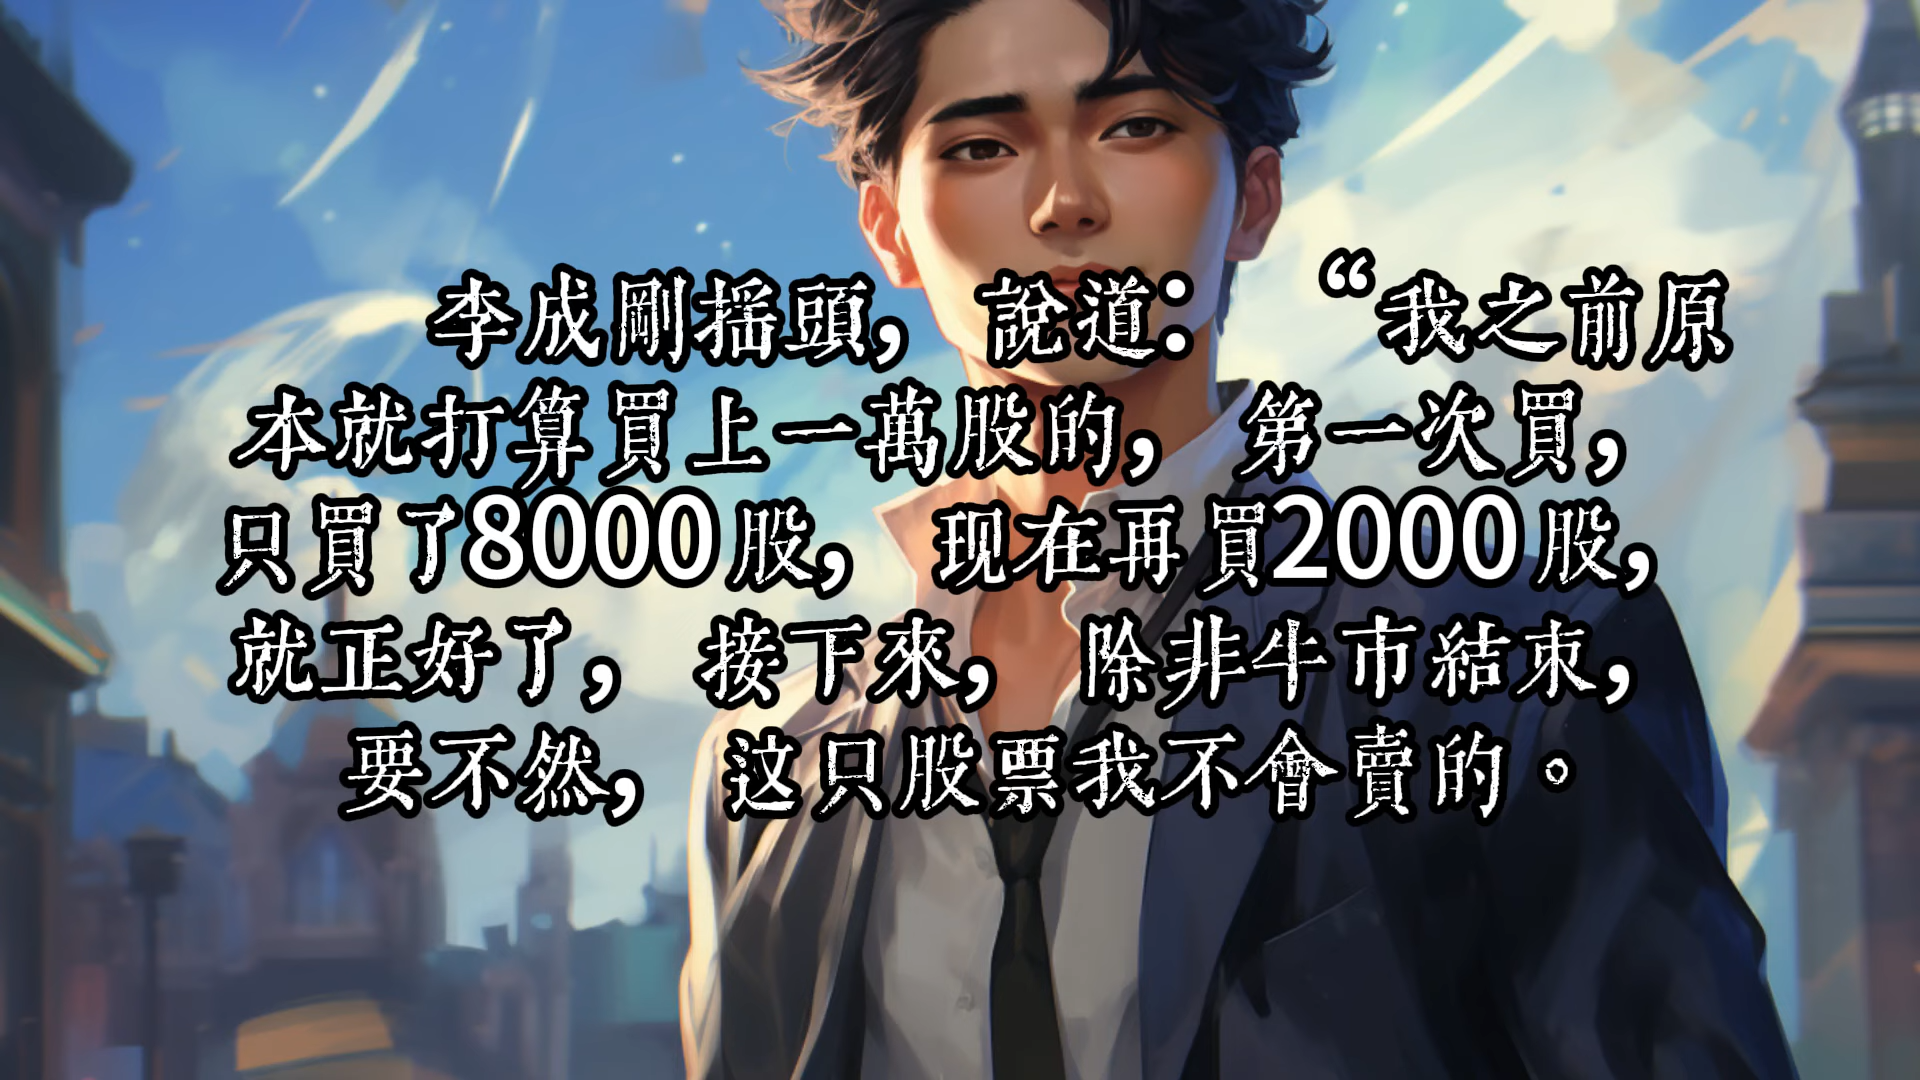 李成剛摇頭，說道：“我之前原
本就打算買上一萬股的，第一次買，
只買了8000股，现在再買2000股，
就正好了，接下來，除非牛市結束，
要不然，这只股票我不會賣的。